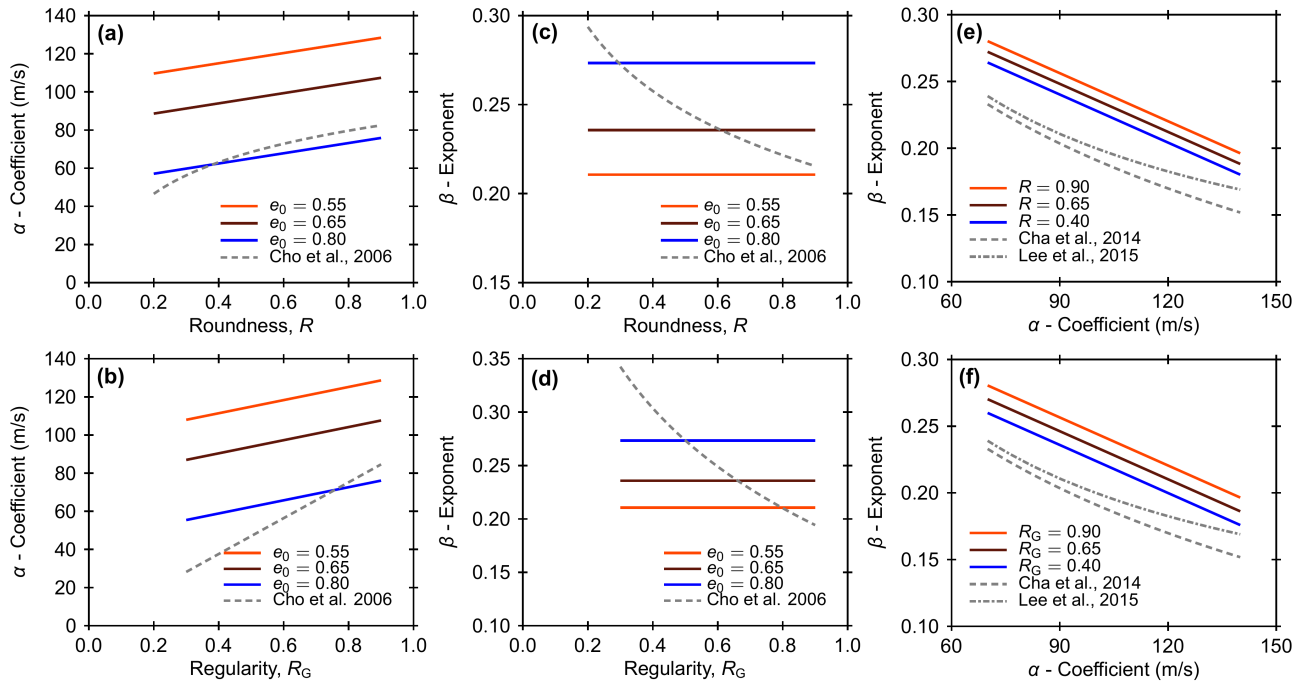 (a)
140
120
100
80
60
40
20
0
α - Coefficient (m/s)
e0 = 0.55
e0 = 0.65
e0 = 0.80
Cho et al., 2006
0.0 0.2 0.4 0.6 0.8 1.0
Roundness, R
(c)
0.30
0.25
0.20
0.15
β - Exponent
e0 = 0.55
e0 = 0.65
e0 = 0.80
Cho et al., 2006
0.0 0.2 0.4 0.6 0.8 1.0
Roundness, R
(e)
0.30
0.25
0.20
0.15
0.10
β - Exponent
R = 0.90
R = 0.65
R = 0.40
Cha et al., 2014
Lee et al., 2015
60 90 120 150
α - Coefficient (m/s)
(b)
140
120
100
80
60
40
20
0
α - Coefficient (m/s)
e0 = 0.55
e0 = 0.65
e0 = 0.80
Cho et al. 2006
0.0 0.2 0.4 0.6 0.8 1.0
Regularity, RG
(d)
0.35
0.30
0.25
0.20
0.15
0.10
β - Exponent
e0 = 0.55
e0 = 0.65
e0 = 0.80
Cho et al. 2006
0.0 0.2 0.4 0.6 0.8 1.0
Regularity, RG
(f)
0.30
0.25
0.20
0.15
0.10
β - Exponent
RG = 0.90
RG = 0.65
RG = 0.40
Cha et al., 2014
Lee et al., 2015
60 90 120 150
α - Coefficient (m/s)